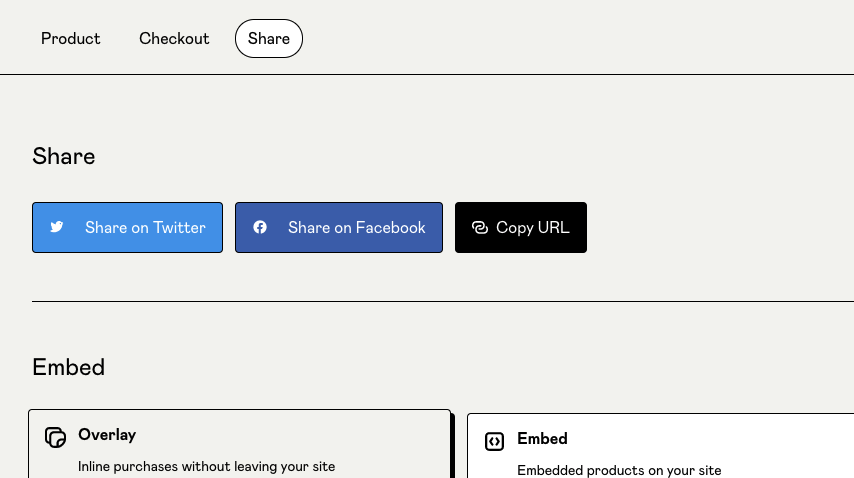 Product Checkout Share
Share
Share on Twitter Share on Facebook Copy URL
Embed
Overlay
Inline purchases without leaving your site
Embed
Embedded products on your site